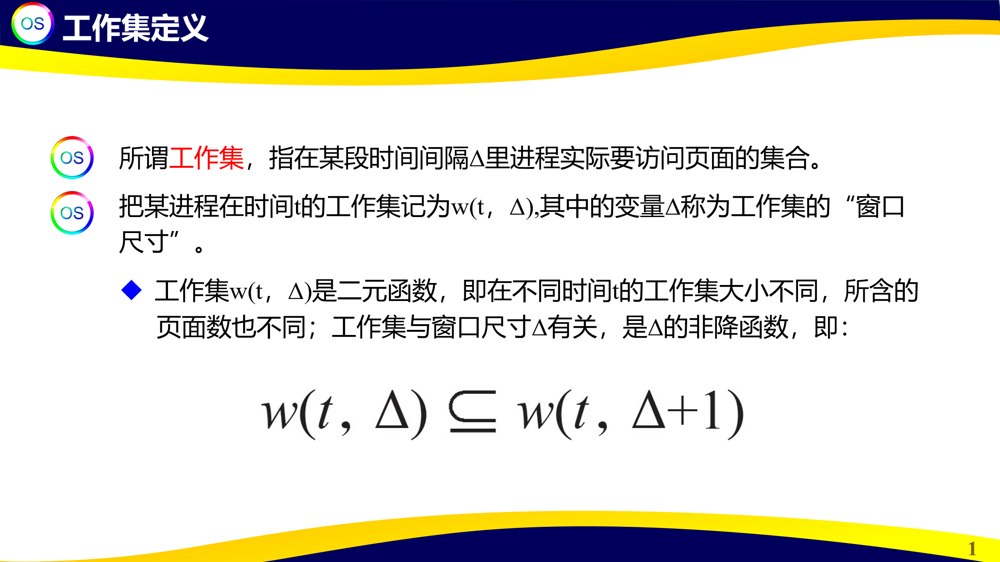 OS 工作集定义
OS 所谓工作集，指在某段时间间隔Δ里进程实际要访问页面的集合。
OS 把某进程在时间t的工作集记为w(t，Δ),其中的变量Δ称为工作集的“窗口
尺寸”。
工作集w(t，Δ)是二元函数，即在不同时间t的工作集大小不同，所含的
页面数也不同；工作集与窗口尺寸Δ有关，是Δ的非降函数，即：
w(t，Δ) ⊆ w(t，Δ+1)
1